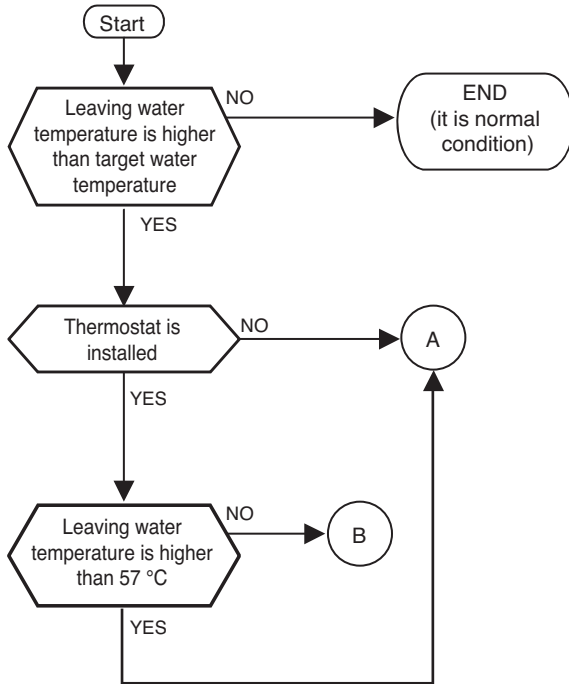 Start
Leaving water
temperature is higher
than target water
temperature
NO
END
(it is normal
condition)
YES
Thermostat is
installed
NO
A
YES
Leaving water
temperature is higher
than 57 °C
NO
B
YES